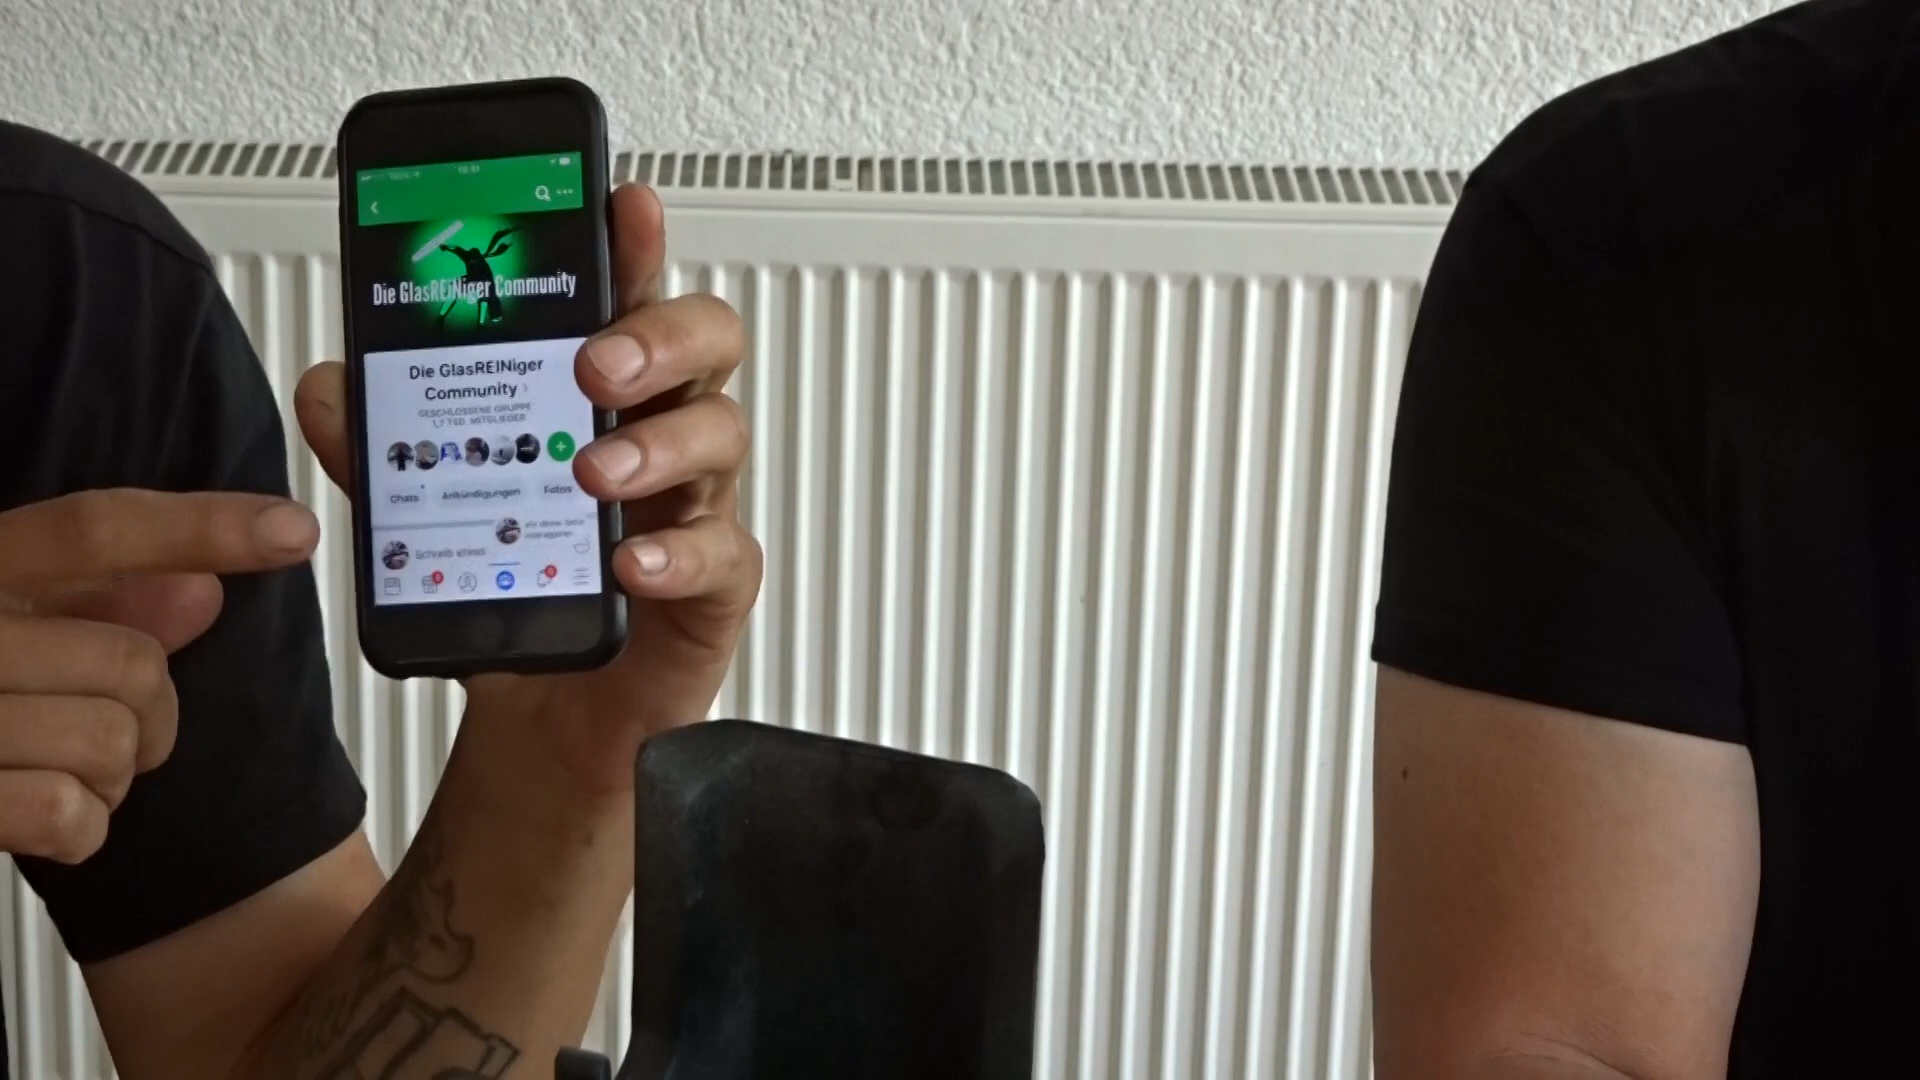 Die GlasREINiger Community
Die GlasREINiger
Community
GESCHLOSSENE GRUPPE
1,7 TSD. MITGLIEDER
Chats
Ankündigungen
Fotos
Schreib etwas